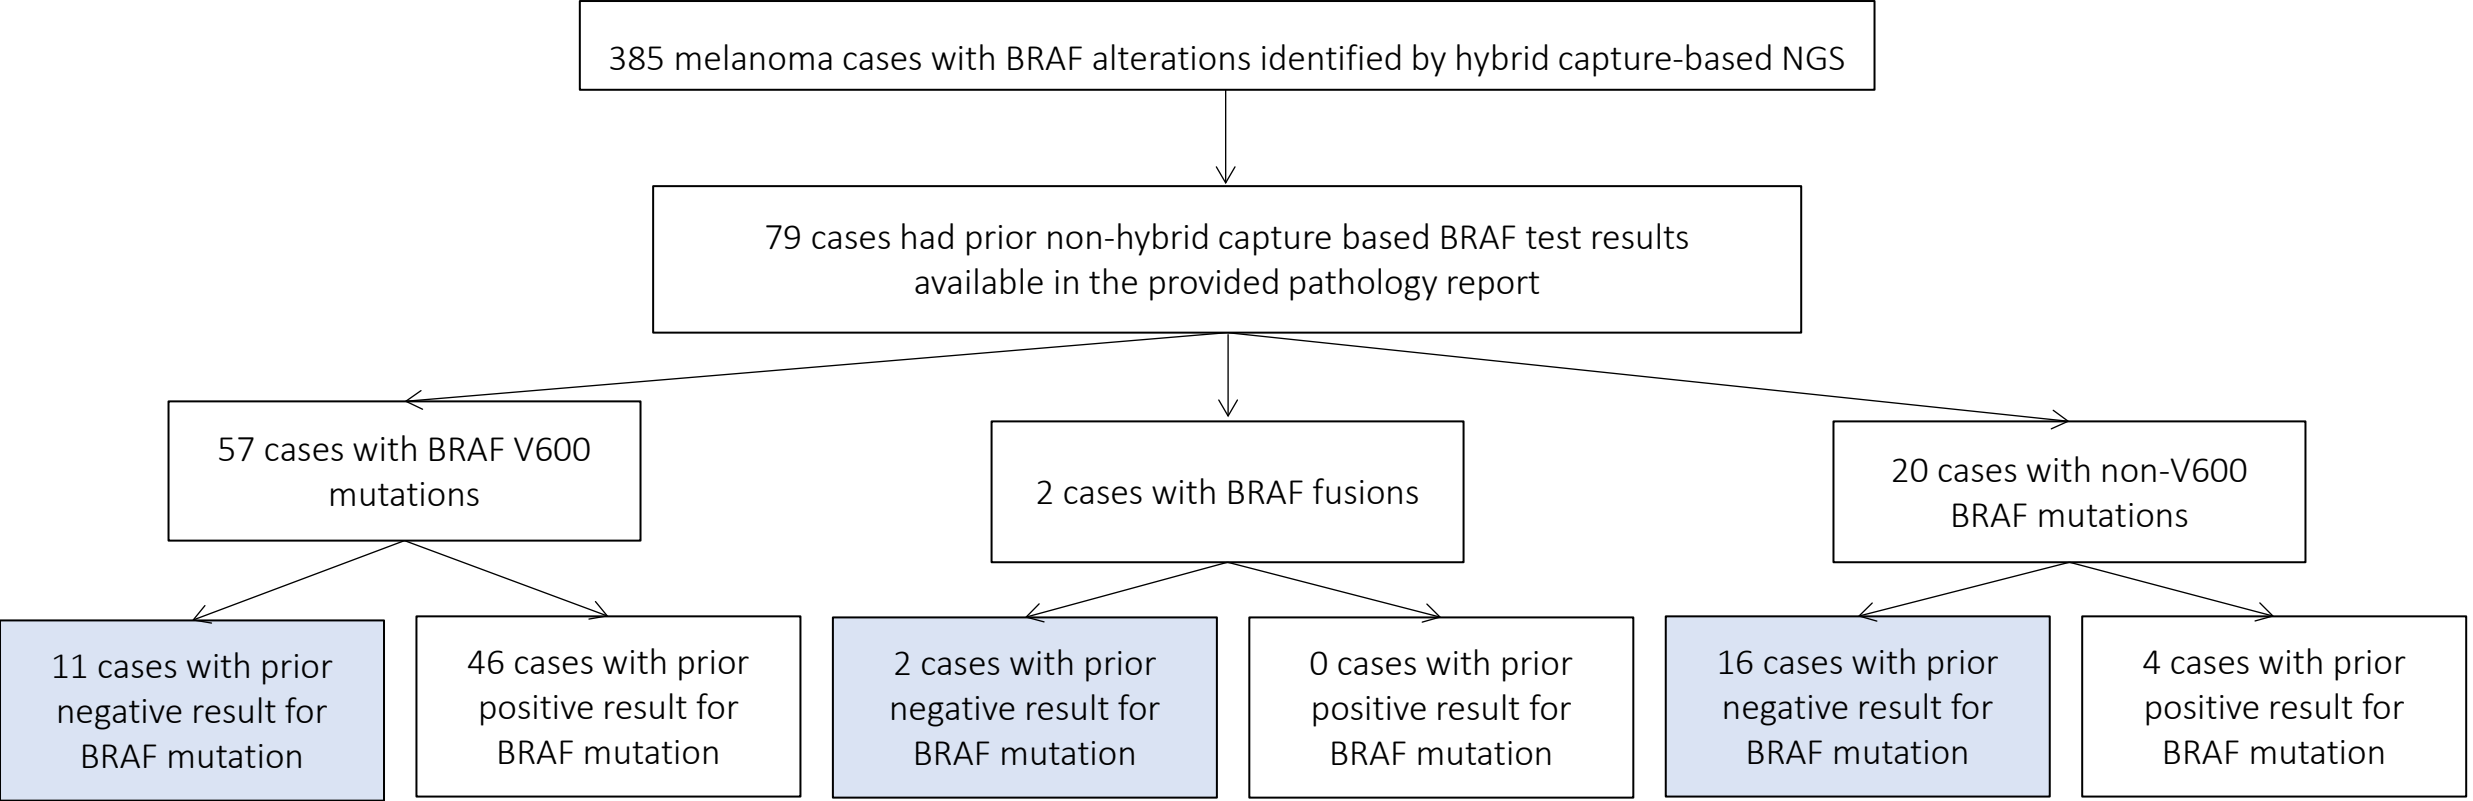 385 melanoma cases with BRAF alterations identified by hybrid capture-based NGS
79 cases had prior non-hybrid capture based BRAF test results
available in the provided pathology report
57 cases with BRAF V600
mutations
2 cases with BRAF fusions
20 cases with non-V600
BRAF mutations
11 cases with prior
negative result for
BRAF mutation
46 cases with prior
positive result for
BRAF mutation
2 cases with prior
negative result for
BRAF mutation
0 cases with prior
positive result for
BRAF mutation
16 cases with prior
negative result for
BRAF mutation
4 cases with prior
positive result for
BRAF mutation